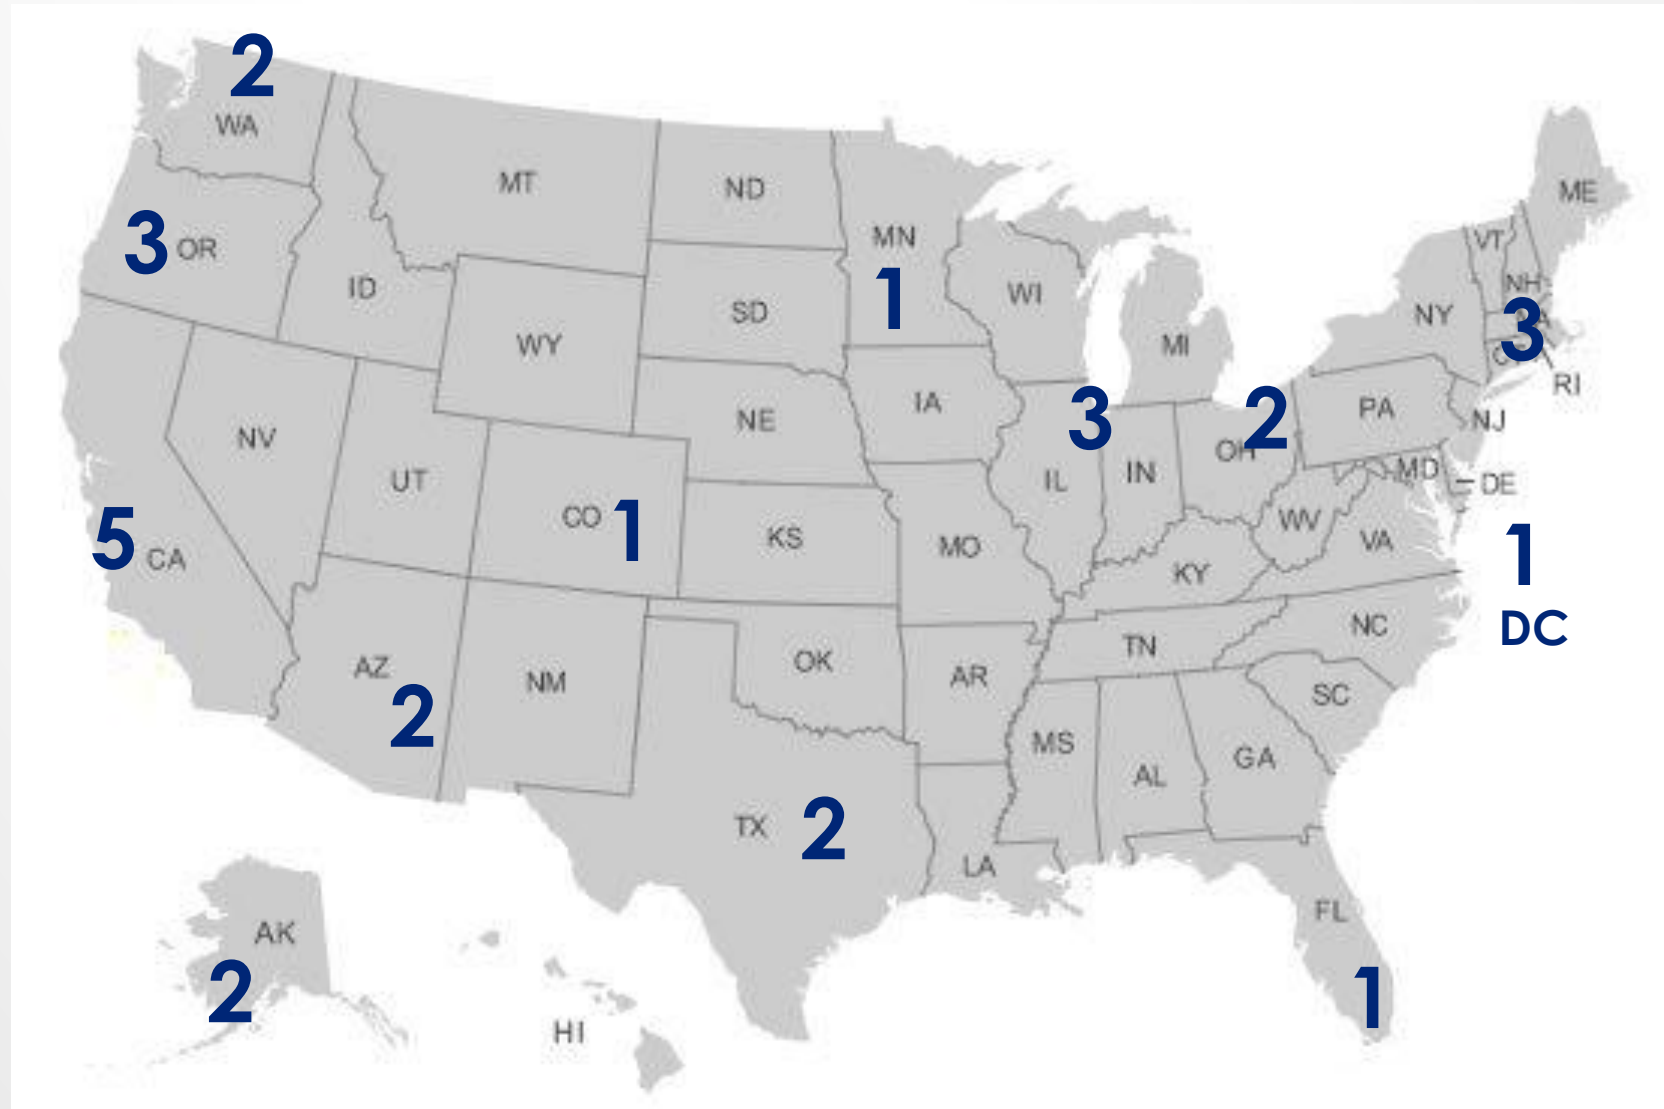 2
WA
MT
ND
MN
1
ME
VT
NH
3
OR
ID
SD
WI
MI
NY
3
RI
WY
NE
IA
3
2
PA
NJ
NV
UT
CO 1
KS
MO
IL
IN
OH
WV
MD
DE
VA
1
DC
5 CA
KY
AZ
2
NM
OK
AR
TN
NC
SC
MS
AL
GA
TX 2
LA
FL
1
AK
2
HI